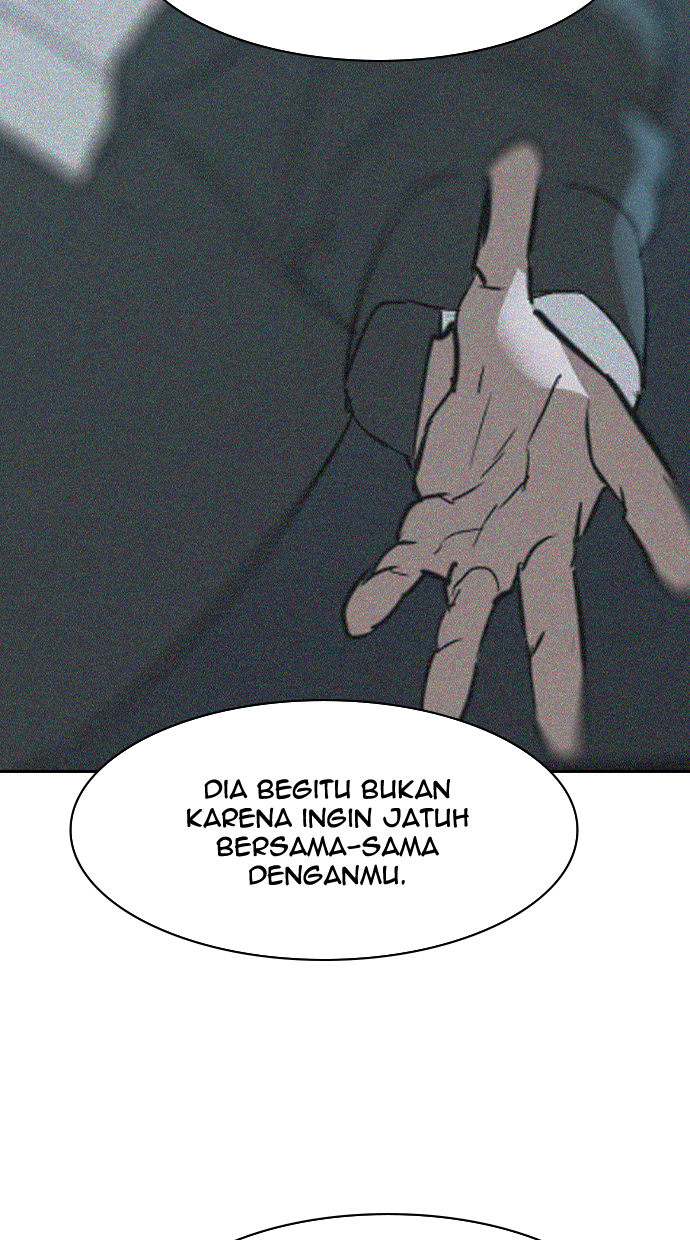 DIA BEGITU BUKAN
KARENA INGIN JATUH
BERSAMA-SAMA
DENGANMU.